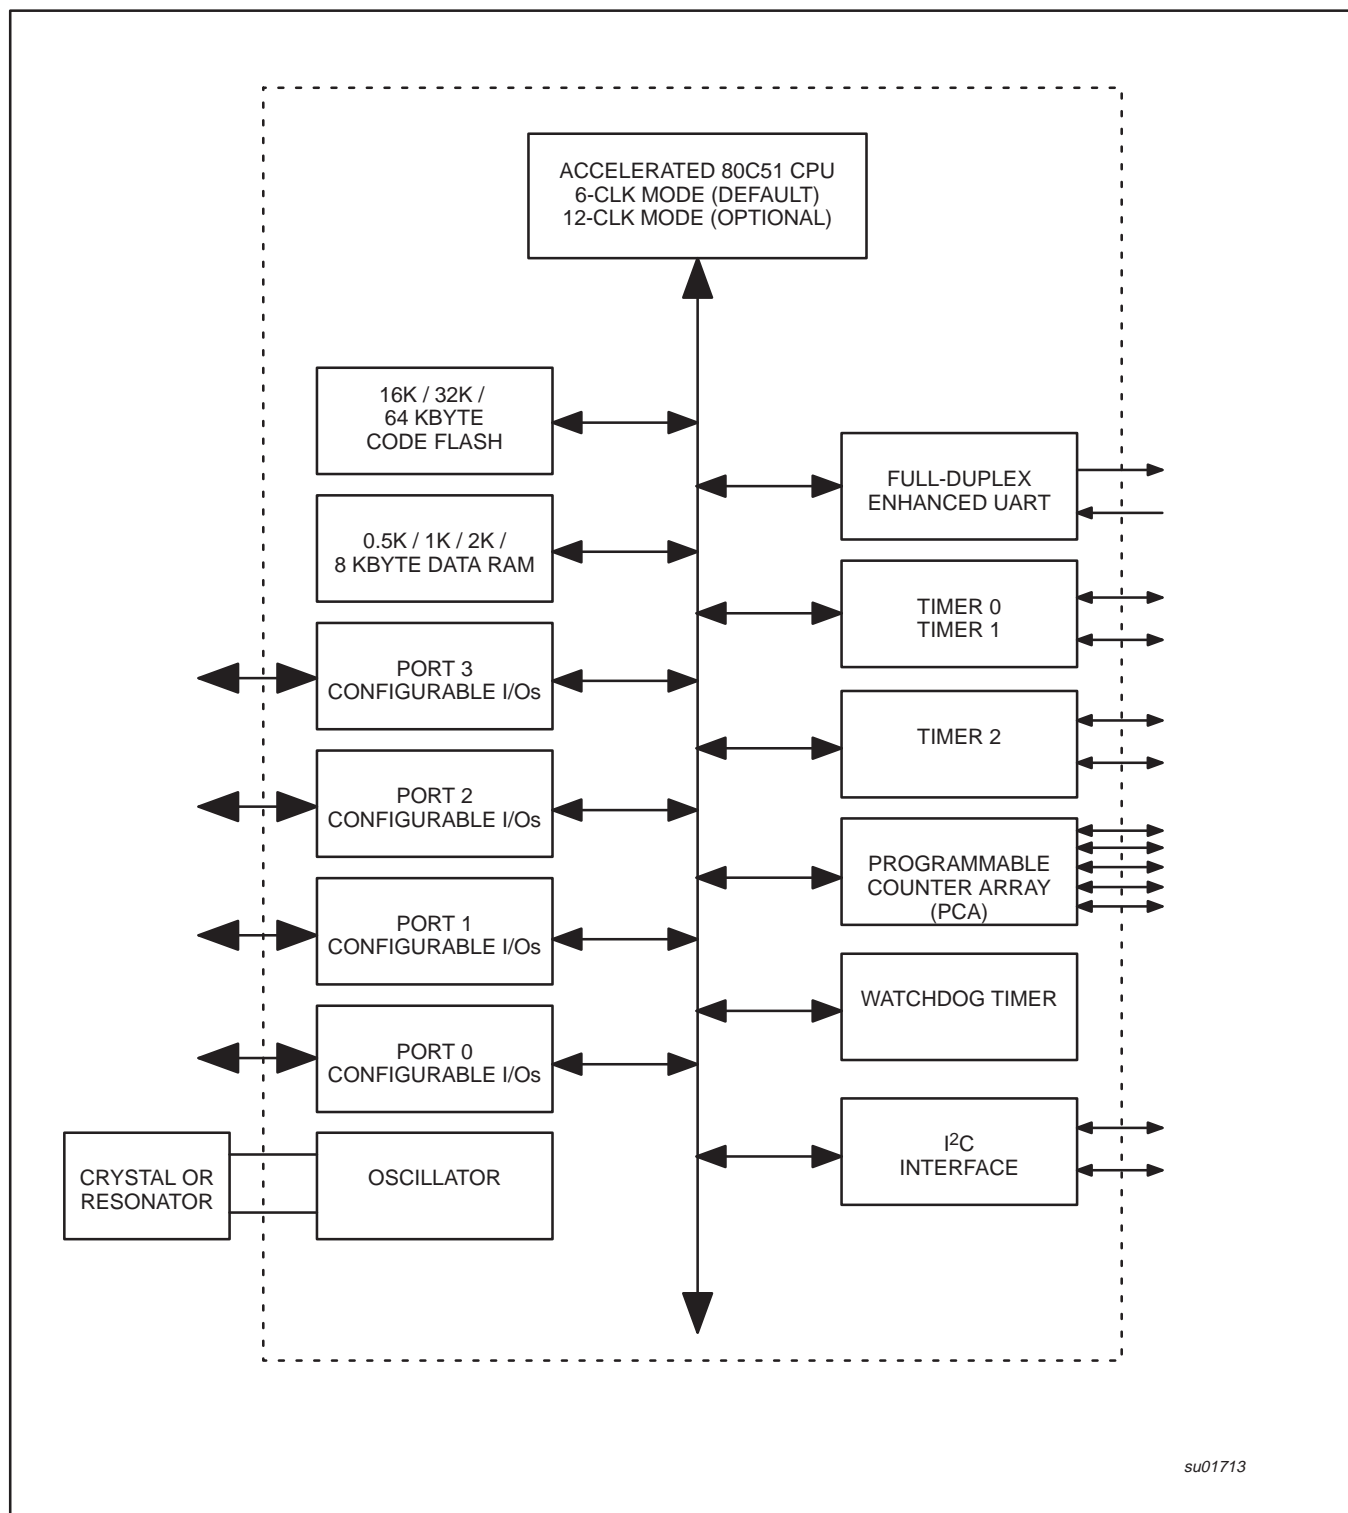 ACCELERATED 80C51 CPU
6-CLK MODE (DEFAULT)
12-CLK MODE (OPTIONAL)
16K / 32K /
64 KBYTE
CODE FLASH
0.5K / 1K / 2K /
8 KBYTE DATA RAM
PORT 3
CONFIGURABLE I/Os
PORT 2
CONFIGURABLE I/Os
PORT 1
CONFIGURABLE I/Os
PORT 0
CONFIGURABLE I/Os
CRYSTAL OR
RESONATOR
OSCILLATOR
FULL-DUPLEX
ENHANCED UART
TIMER 0
TIMER 1
TIMER 2
PROGRAMMABLE
COUNTER ARRAY
(PCA)
WATCHDOG TIMER
I²C
INTERFACE
su01713